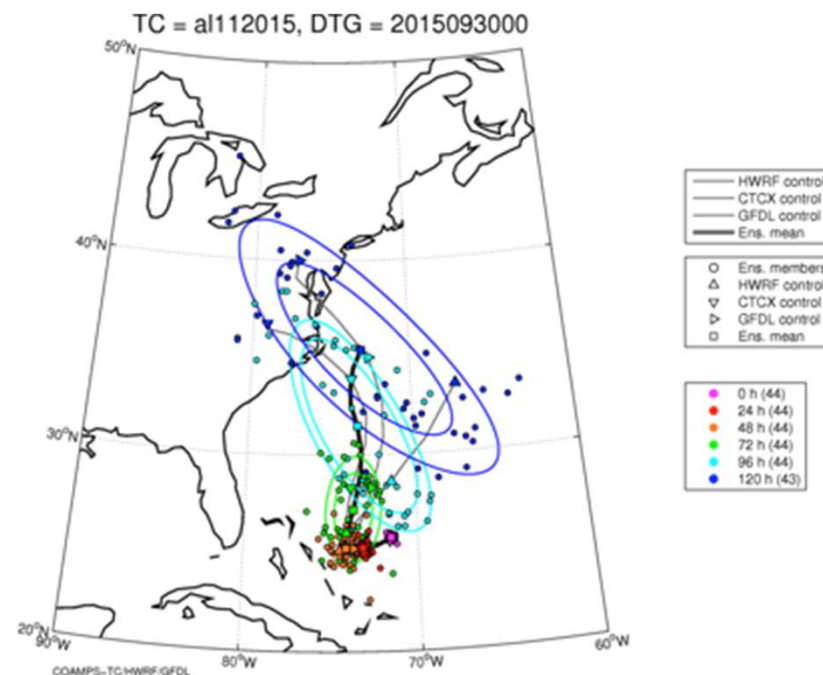 TC = al112015, DTG = 2015093000
50°N
40°N
30°N
20°N
90°W
80°W
70°W
60°W
HWRF control
CTCX control
GFDL control
Ens. mean
Ens. members
HWRF control
CTCX control
GFDL control
Ens. mean
0 h (44)
24 h (44)
48 h (44)
72 h (44)
96 h (44)
120 h (43)
COAMPS-TC/HWRF/GFDL